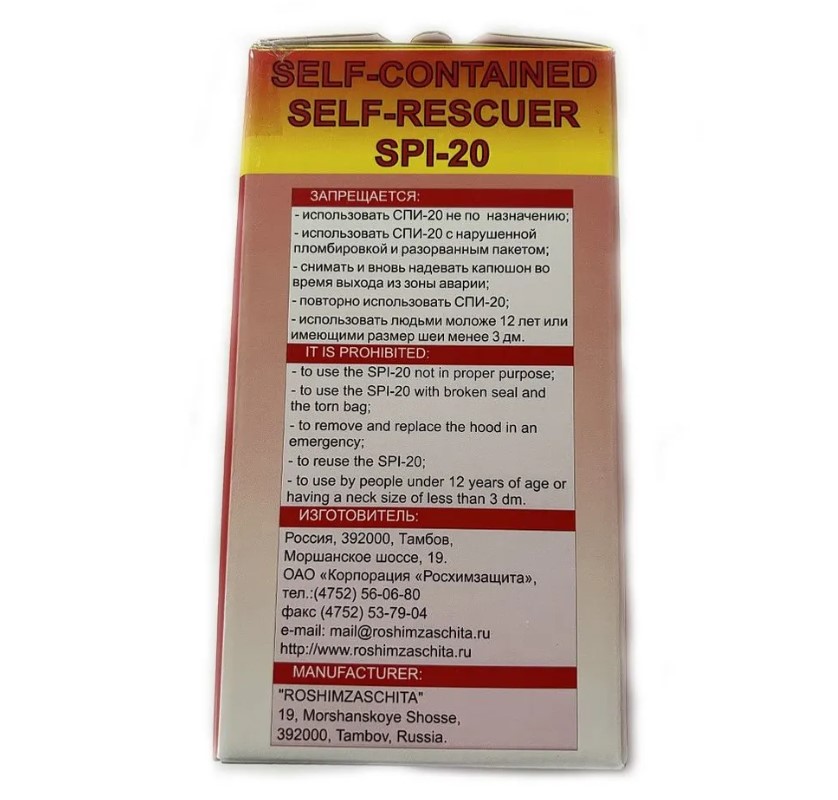 SELF-CONTAINED
SELF-RESCUER
SPI-20
ЗАПРЕЩАЕТСЯ:
- использовать СПИ-20 не по назначению;
- использовать СПИ-20 с нарушенной
пломбировкой и разорванным пакетом;
- снимать и вновь надевать капюшон во
время выхода из зоны аварии;
- повторно использовать СПИ-20;
- использовать людьми моложе 12 лет или
имеющими размер шеи менее 3 дм.
IT IS PROHIBITED:
- to use the SPI-20 not in proper purpose;
- to use the SPI-20 with broken seal and
the torn bag;
- to remove and replace the hood in an
emergency;
- to reuse the SPI-20;
- to use by people under 12 years of age or
having a neck size of less than 3 dm.
ИЗГОТОВИТЕЛЬ:
Россия, 392000, Тамбов,
Моршанское шоссе, 19.
ОАО «Корпорация «Росхимзащита»,
тел.:(4752) 56-06-80
факс (4752) 53-79-04
e-mail: mail@roshimzaschita.ru
http://www.roshimzaschita.ru
MANUFACTURER:
"ROSHIMZASCHITA"
19, Morshanskoye Shosse,
392000, Tambov, Russia.